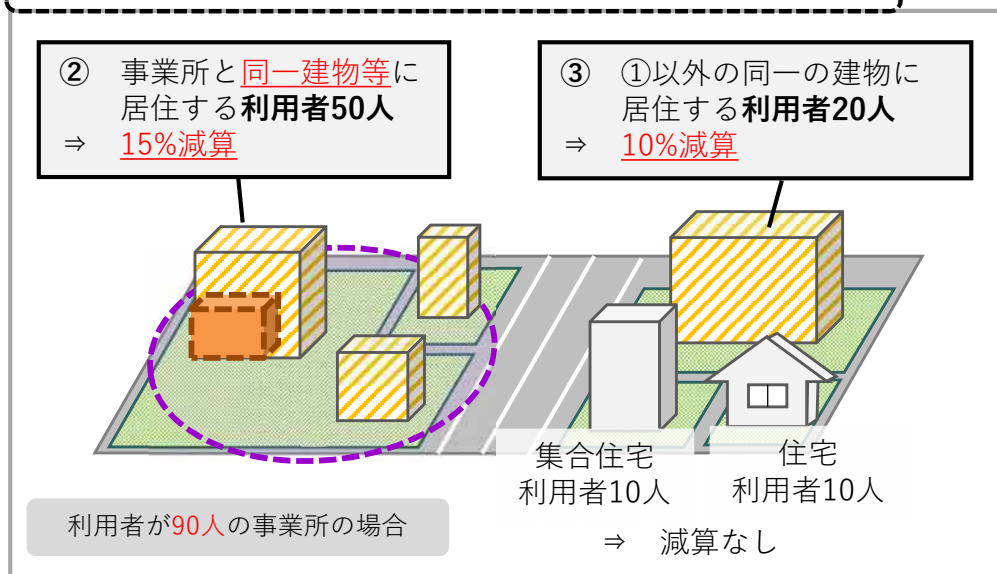 ② 事業所と同一建物等に
居住する利用者50人
⇒ 15%減算
③ ①以外の同一の建物に
居住する利用者20人
⇒ 10%減算
集合住宅
利用者10人
住宅
利用者10人
⇒ 減算なし
利用者が90人の事業所の場合